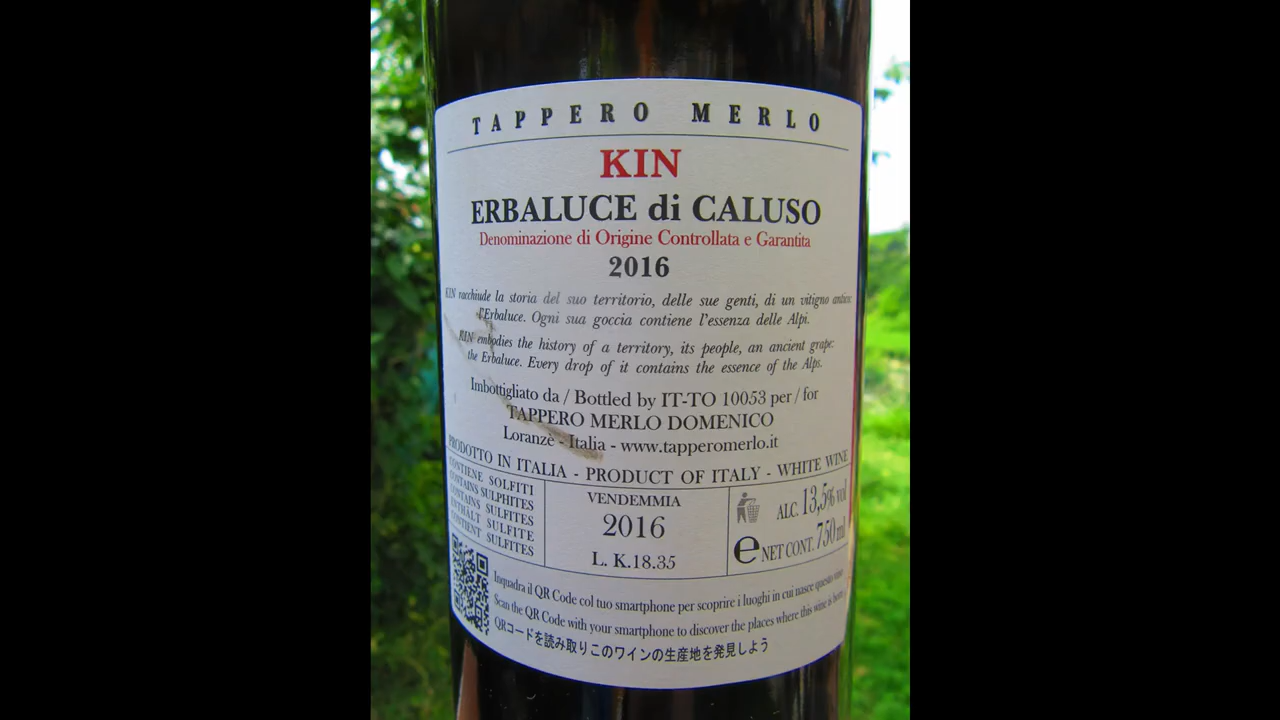 TAPPERO MERLO
KIN
ERBALUCE di CALUSO
Denominazione di Origine Controllata e Garantita
2016
KIN racchiude la storia del suo territorio, delle sue genti, di un vitigno antico:
l'Erbaluce. Ogni sua goccia contiene l'essenza delle Alpi.
KIN embodies the history of a territory, its people, an ancient grape:
the Erbaluce. Every drop of it contains the essence of the Alps.
Imbottigliato da / Bottled by IT-TO 10053 per / for
TAPPERO MERLO DOMENICO
Loranzè - Italia - www.tapperomerlo.it
PRODOTTO IN ITALIA - PRODUCT OF ITALY - WHITE WINE
CONTIENE SOLFITI
CONTAINS SULPHITES
CONTAINS SULFITES
ENTHÄLT SULFITE
CONTIENT SULFITES
VENDEMMIA
2016
L. K.18.35
ALC. 13,5% vol
e NET CONT. 750 ml
Inquadra il QR Code col tuo smartphone per scoprire i luoghi in cui nasce questo vino
Scan the QR Code with your smartphone to discover the places where this wine is born
QRコードを読み取りこのワインの生産地を発見しよう